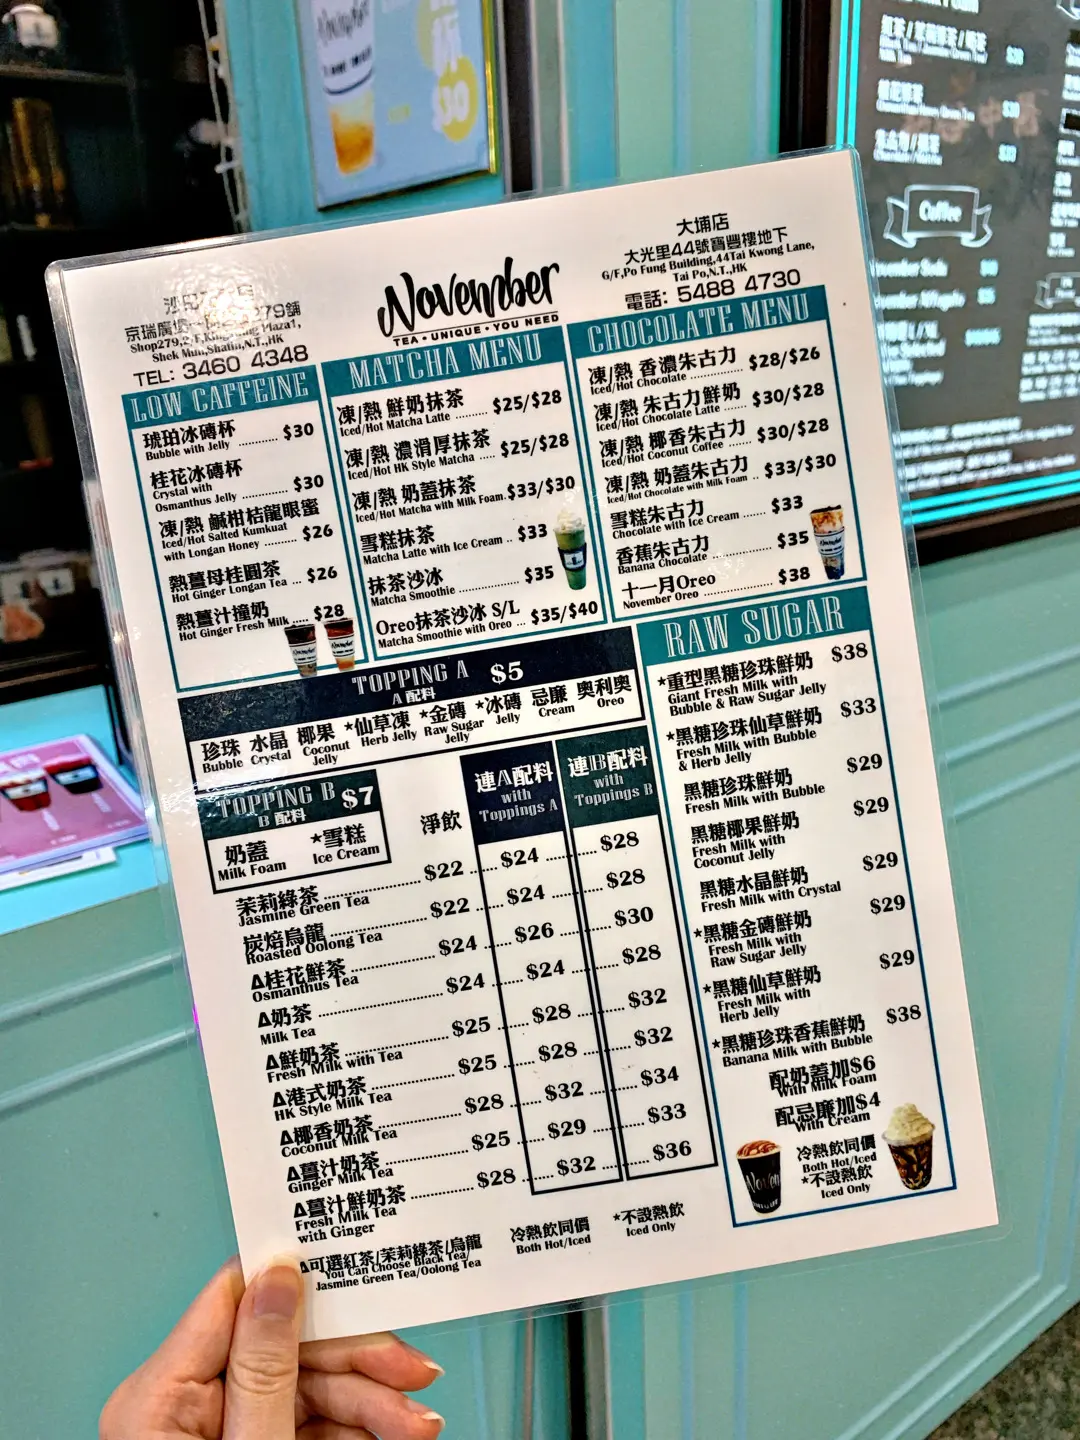 大埔店
大光里44號寶豐樓地下
G/F,Po Fung Building,44Tai Kwong Lane,
Tai Po,N.T.,HK
電話: 5488 4730
November
TEA • UNIQUE • YOU NEED
279舖
Shek Mun,Shatin,N.T.,HK
TEL: 3460 4348
LOW CAFFEINE
琥珀冰磚杯
Bubble with Jelly ............ $30
桂花冰磚杯
Crystal with
Osmanthus Jelly .............. $30
凍/熱 鹹柑桔龍眼蜜
Iced/Hot Salted Kumkuat
with Longan Honey .......... $26
熱薑母桂圓茶
Hot Ginger Longan Tea ... $26
熱薑汁撞奶
Hot Ginger Fresh Milk ..... $28
MATCHA MENU
凍/熱 鮮奶抹茶
Iced/Hot Matcha Latte ........ $25/$28
凍/熱 濃滑厚抹茶
Iced/Hot HK Style Matcha .... $25/$28
凍/熱 奶蓋抹茶
Iced/Hot Matcha with Milk Foam. $33/$30
雪糕抹茶
Matcha Latte with Ice Cream .. $33
抹茶沙冰
Matcha Smoothie .................... $35
Oreo抹茶沙冰 S/L
Matcha Smoothie with Oreo ... $35/$40
CHOCOLATE MENU
凍/熱 香濃朱古力
Iced/Hot Chocolate ............... $28/$26
凍/熱 朱古力鮮奶
Iced/Hot Chocolate Latte ..... $30/$28
凍/熱 椰香朱古力
Iced/Hot Coconut Coffee ...... $30/$28
凍/熱 奶蓋朱古力
Iced/Hot Chocolate with Milk Foam .. $33/$30
雪糕朱古力
Chocolate with Ice Cream ....... $33
香蕉朱古力
Banana Chocolate ..................... $35
十一月Oreo
November Oreo ........................ $38
TOPPING A $5
A 配料
珍珠 水晶 椰果 *仙草凍 *金磚 *冰磚 忌廉 奧利奧
Bubble Crystal Coconut Jelly Herb Jelly Raw Sugar Jelly Jelly Cream Oreo
TOPPING B $7
B 配料
奶蓋 *雪糕
Milk Foam Ice Cream
淨飲 連A配料 with Toppings A 連B配料 with Toppings B
茉莉綠茶 ........ $22 ..... $24 ......... $28
Jasmine Green Tea
炭焙烏龍 ........ $22 ..... $24 ......... $28
Roasted Oolong Tea
Δ桂花鮮茶 ........ $24 ..... $26 ......... $30
Osmanthus Tea
Δ奶茶 ........ $24 ..... $24 ......... $28
Milk Tea
Δ鮮奶茶 ........ $25 ..... $28 ......... $32
Fresh Milk with Tea
Δ港式奶茶 ........ $25 ..... $28 ......... $32
HK Style Milk Tea
Δ椰香奶茶 ........ $28 ..... $32 ......... $34
Coconut Milk Tea
Δ薑汁奶茶 ........ $25 ..... $29 ......... $33
Ginger Milk Tea
Δ薑汁鮮奶茶 ........ $28 ..... $32 ......... $36
Fresh Milk Tea
with Ginger
Δ可選紅茶/茉莉綠茶/烏龍
You Can Choose Black Tea/
Jasmine Green Tea/Oolong Tea
冷熱飲同價
Both Hot/Iced
*不設熱飲
Iced Only
RAW SUGAR
*重型黑糖珍珠鮮奶 $38
Giant Fresh Milk with
Bubble & Raw Sugar Jelly
*黑糖珍珠仙草鮮奶 $33
Fresh Milk with Bubble
& Herb Jelly
黑糖珍珠鮮奶 $29
Fresh Milk with Bubble
黑糖椰果鮮奶 $29
Fresh Milk with
Coconut Jelly
黑糖水晶鮮奶 $29
Fresh Milk with Crystal
*黑糖金磚鮮奶 $29
Fresh Milk with
Raw Sugar Jelly
*黑糖仙草鮮奶 $29
Fresh Milk with
Herb Jelly
*黑糖珍珠香蕉鮮奶 $38
Banana Milk with Bubble
配奶蓋加$6
With Milk Foam
配忌廉加$4
With Cream
冷熱飲同價
Both Hot/Iced
*不設熱飲
Iced Only
Coffee